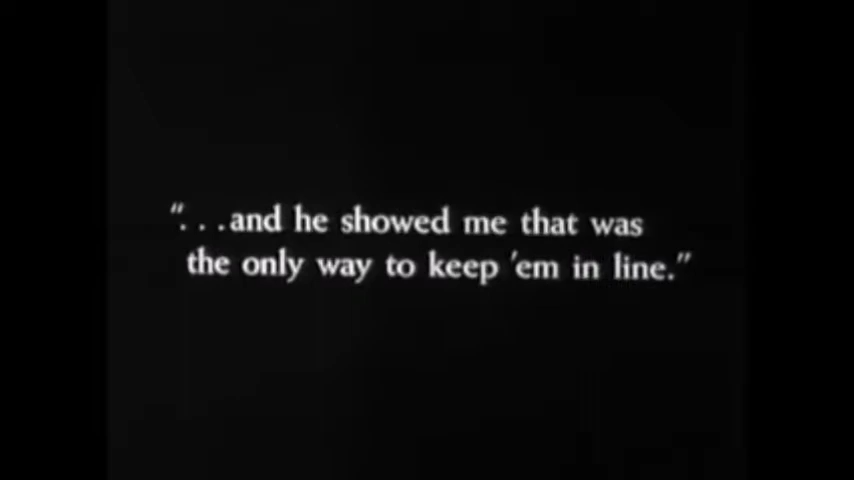 “. . .and he showed me that was
the only way to keep ’em in line.”